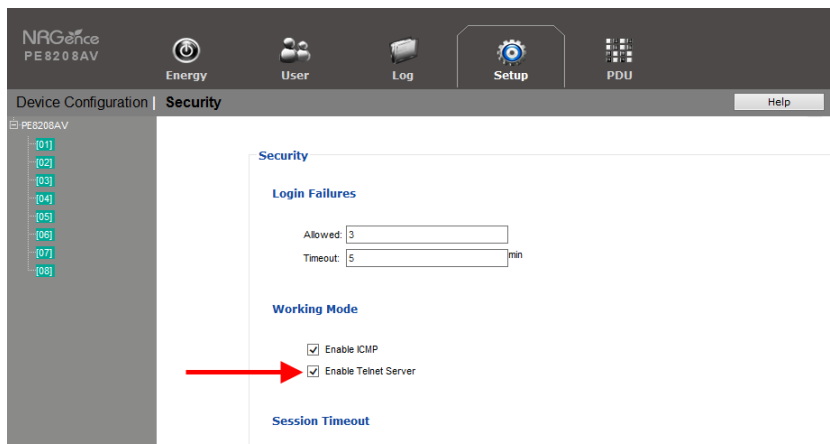 NRGence
PE8208AV
Energy
User
Log
Setup
PDU
Device Configuration | Security
Help
PE8208AV
[01]
[02]
[03]
[04]
[05]
[06]
[07]
[08]
Security
Login Failures
Allowed: 3
Timeout: 5 min
Working Mode
Enable ICMP
Enable Telnet Server
Session Timeout